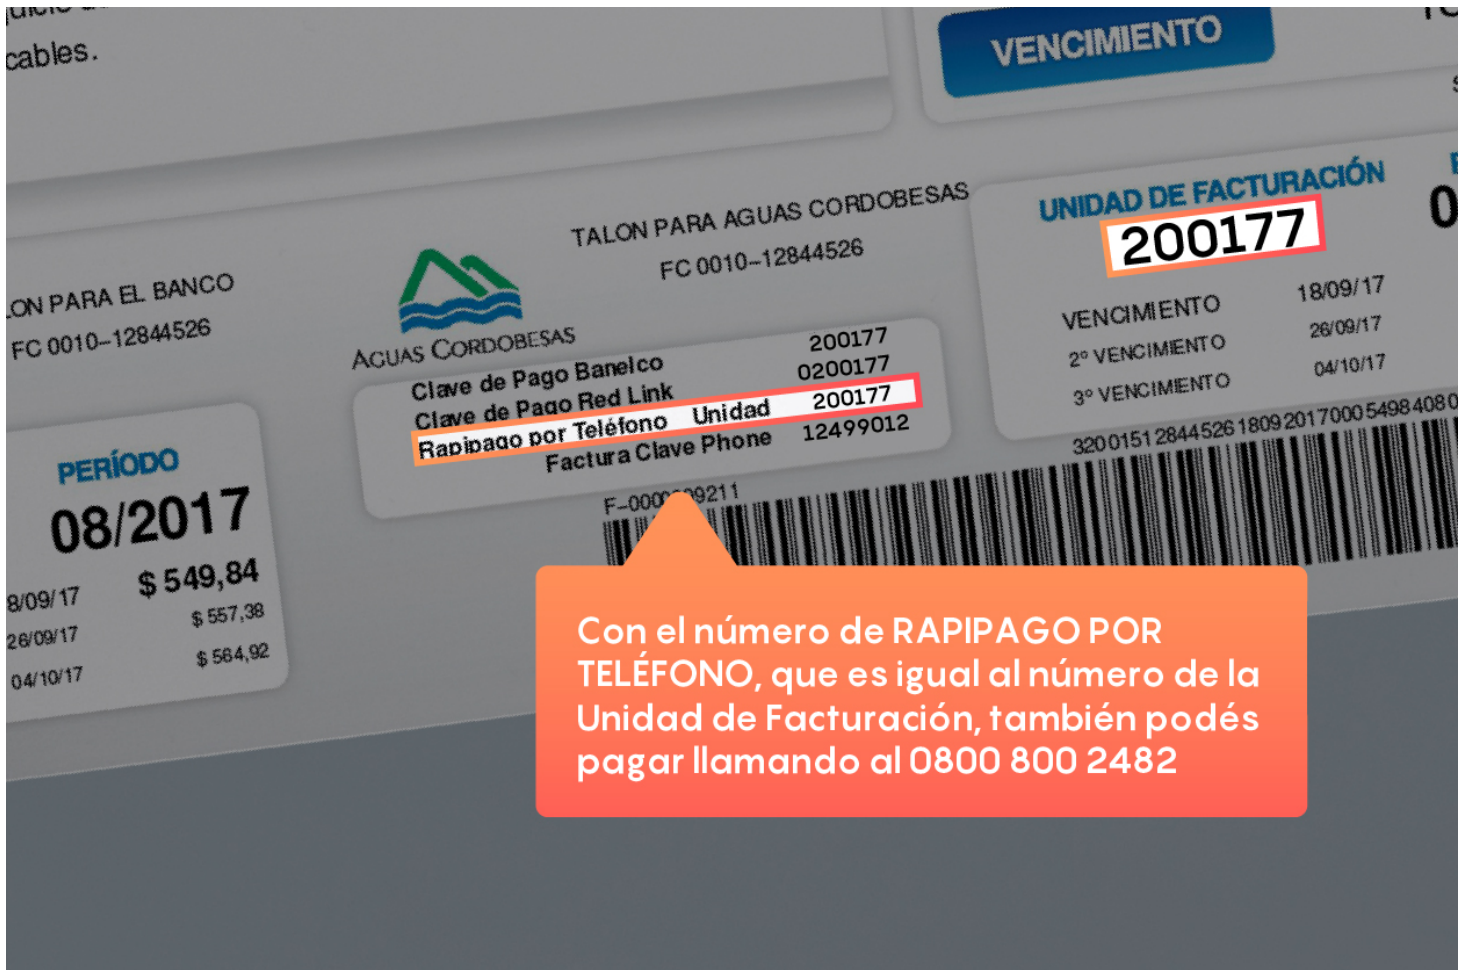 cables.
VENCIMIENTO
TALON PARA AGUAS CORDOBESAS
FC 0010-12844526
UNIDAD DE FACTURACIÓN
200177
VENCIMIENTO 18/09/17
2º VENCIMIENTO 26/09/17
3º VENCIMIENTO 04/10/17
PARA EL BANCO
FC 0010-12844526
AGUAS CORDOBESAS
Clave de Pago Banelco 200177
Clave de Pago Red Link 0200177
Rapipago por Teléfono Unidad 200177
Factura Clave Phone 12499012
PERÍODO
08/2017
8/09/17 $ 549,84
26/09/17 $ 557,38
04/10/17 $ 564,92
Con el número de RAPIPAGO POR
TELÉFONO, que es igual al número de la
Unidad de Facturación, también podés
pagar llamando al 0800 800 2482